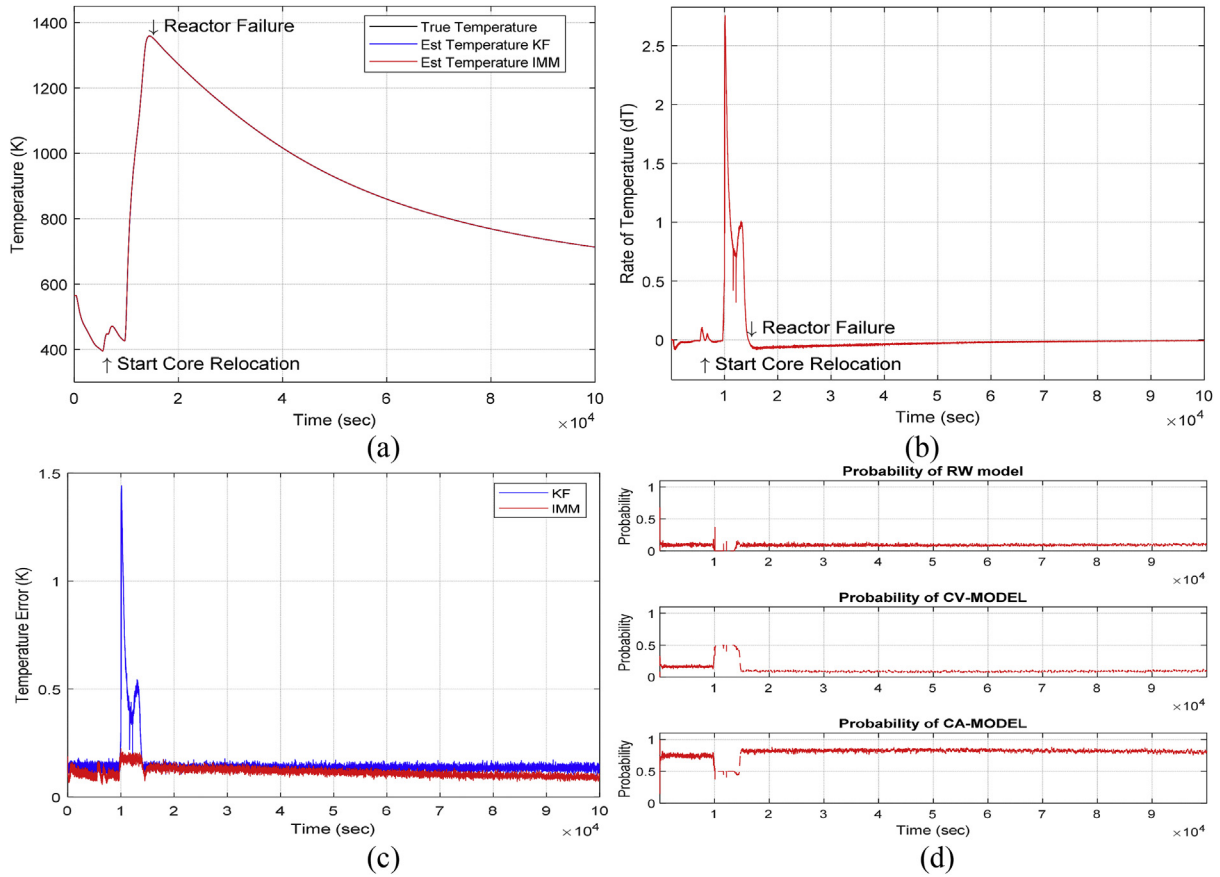 1400
1200
1000
800
600
400
Temperature (K)
↓ Reactor Failure
True Temperature
Est Temperature KF
Est Temperature IMM
↑ Start Core Relocation
0 2 4 6 8 10
Time (sec)
×10⁴
(a)
2.5
2
1.5
1
0.5
0
Rate of Temperature (dT)
↓ Reactor Failure
↑ Start Core Relocation
1 2 3 4 5 6 7 8 9 10
Time (sec)
×10⁴
(b)
1.5
1
0.5
0
Temperature Error (K)
KF
IMM
0 1 2 3 4 5 6 7 8 9 10
Time (sec)
×10⁴
(c)
Probability of RW model
Probability
1
0.5
0
1 2 3 4 5 6 7 8 9
×10⁴
Probability of CV-MODEL
Probability
1
0.5
0
1 2 3 4 5 6 7 8 9
×10⁴
Probability of CA-MODEL
Probability
1
0.5
0
1 2 3 4 5 6 7 8 9
Time (sec)
×10⁴
(d)